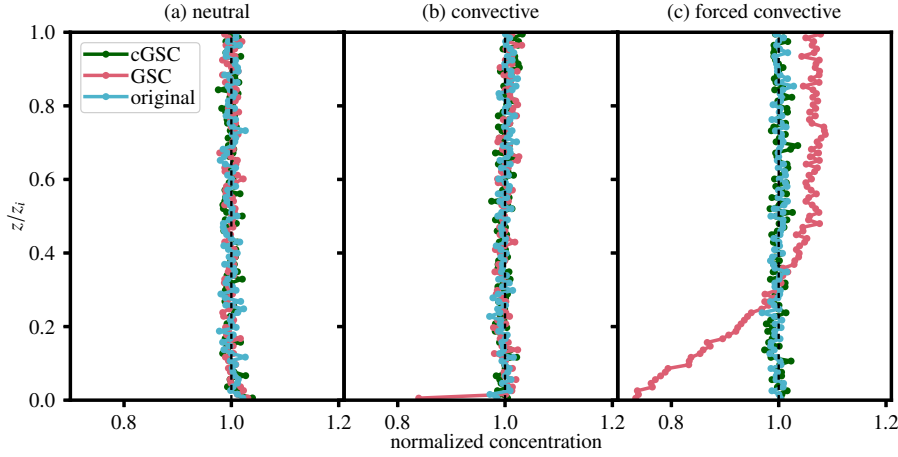 (a) neutral
(b) convective
(c) forced convective
cGSC
GSC
original
z/z_i
1.0
0.8
0.6
0.4
0.2
0.0
0.8 1.0 1.2
0.8 1.0 1.2
0.8 1.0 1.2
normalized concentration